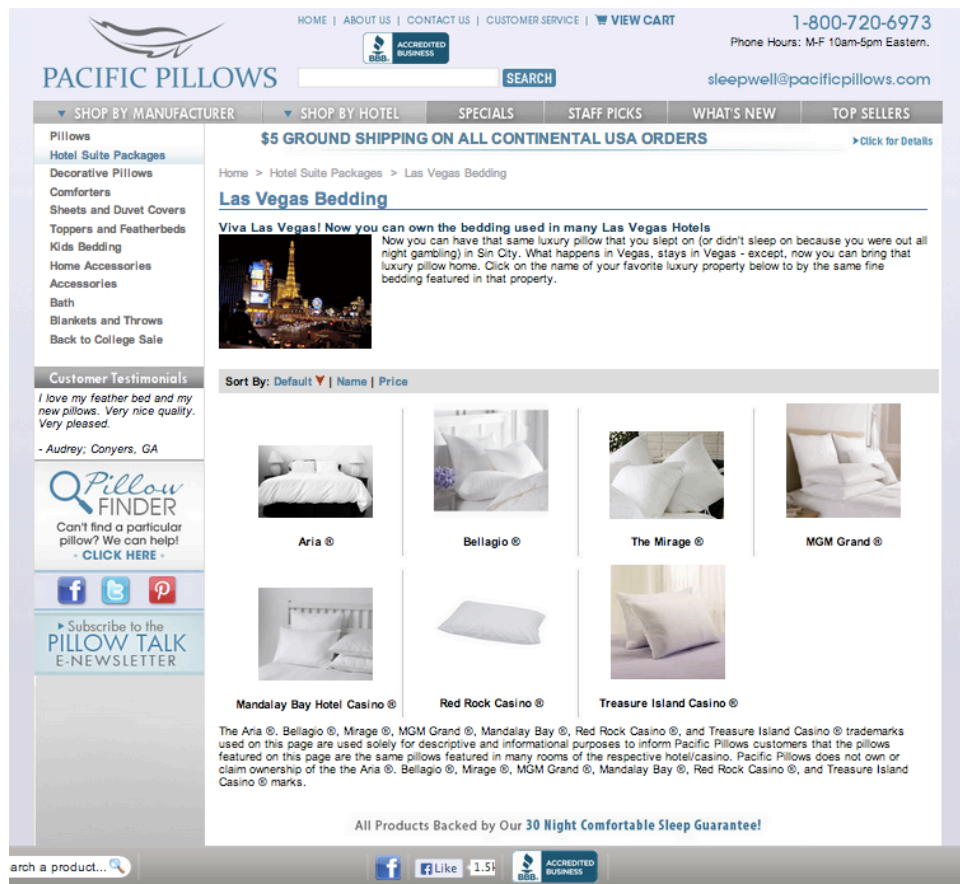 HOME | ABOUT US | CONTACT US | CUSTOMER SERVICE | VIEW CART
1-800-720-6973
Phone Hours: M-F 10am-5pm Eastern.
BBB. ACCREDITED BUSINESS
PACIFIC PILLOWS
SEARCH
sleepwell@pacificpillows.com
SHOP BY MANUFACTURER SHOP BY HOTEL SPECIALS STAFF PICKS WHAT'S NEW TOP SELLERS
Pillows
Hotel Suite Packages
Decorative Pillows
Comforters
Sheets and Duvet Covers
Toppers and Featherbeds
Kids Bedding
Home Accessories
Accessories
Bath
Blankets and Throws
Back to College Sale
Customer Testimonials
I love my feather bed and my
new pillows. Very nice quality.
Very pleased.
- Audrey; Conyers, GA
Pillow
FINDER
Can't find a particular
pillow? We can help!
- CLICK HERE -
Subscribe to the
PILLOW TALK
E-NEWSLETTER
$5 GROUND SHIPPING ON ALL CONTINENTAL USA ORDERS
Click for Details
Home > Hotel Suite Packages > Las Vegas Bedding
Las Vegas Bedding
Viva Las Vegas! Now you can own the bedding used in many Las Vegas Hotels
Now you can have that same luxury pillow that you slept on (or didn't sleep on because you were out all
night gambling) in Sin City. What happens in Vegas, stays in Vegas - except, now you can bring that
luxury pillow home. Click on the name of your favorite luxury property below to by the same fine
bedding featured in that property.
Sort By: Default | Name | Price
Aria ® Bellagio ® The Mirage ® MGM Grand ®
Mandalay Bay Hotel Casino ® Red Rock Casino ® Treasure Island Casino ®
The Aria ®. Bellagio ®, Mirage ®, MGM Grand ®, Mandalay Bay ®, Red Rock Casino ®, and Treasure Island Casino ® trademarks
used on this page are used solely for descriptive and informational purposes to inform Pacific Pillows customers that the pillows
featured on this page are the same pillows featured in many rooms of the respective hotel/casino. Pacific Pillows does not own or
claim ownership of the the Aria ®. Bellagio ®, Mirage ®, MGM Grand ®, Mandalay Bay ®, Red Rock Casino ®, and Treasure Island
Casino ® marks.
All Products Backed by Our 30 Night Comfortable Sleep Guarantee!
arch a product... Like 1.5k BBB. ACCREDITED BUSINESS